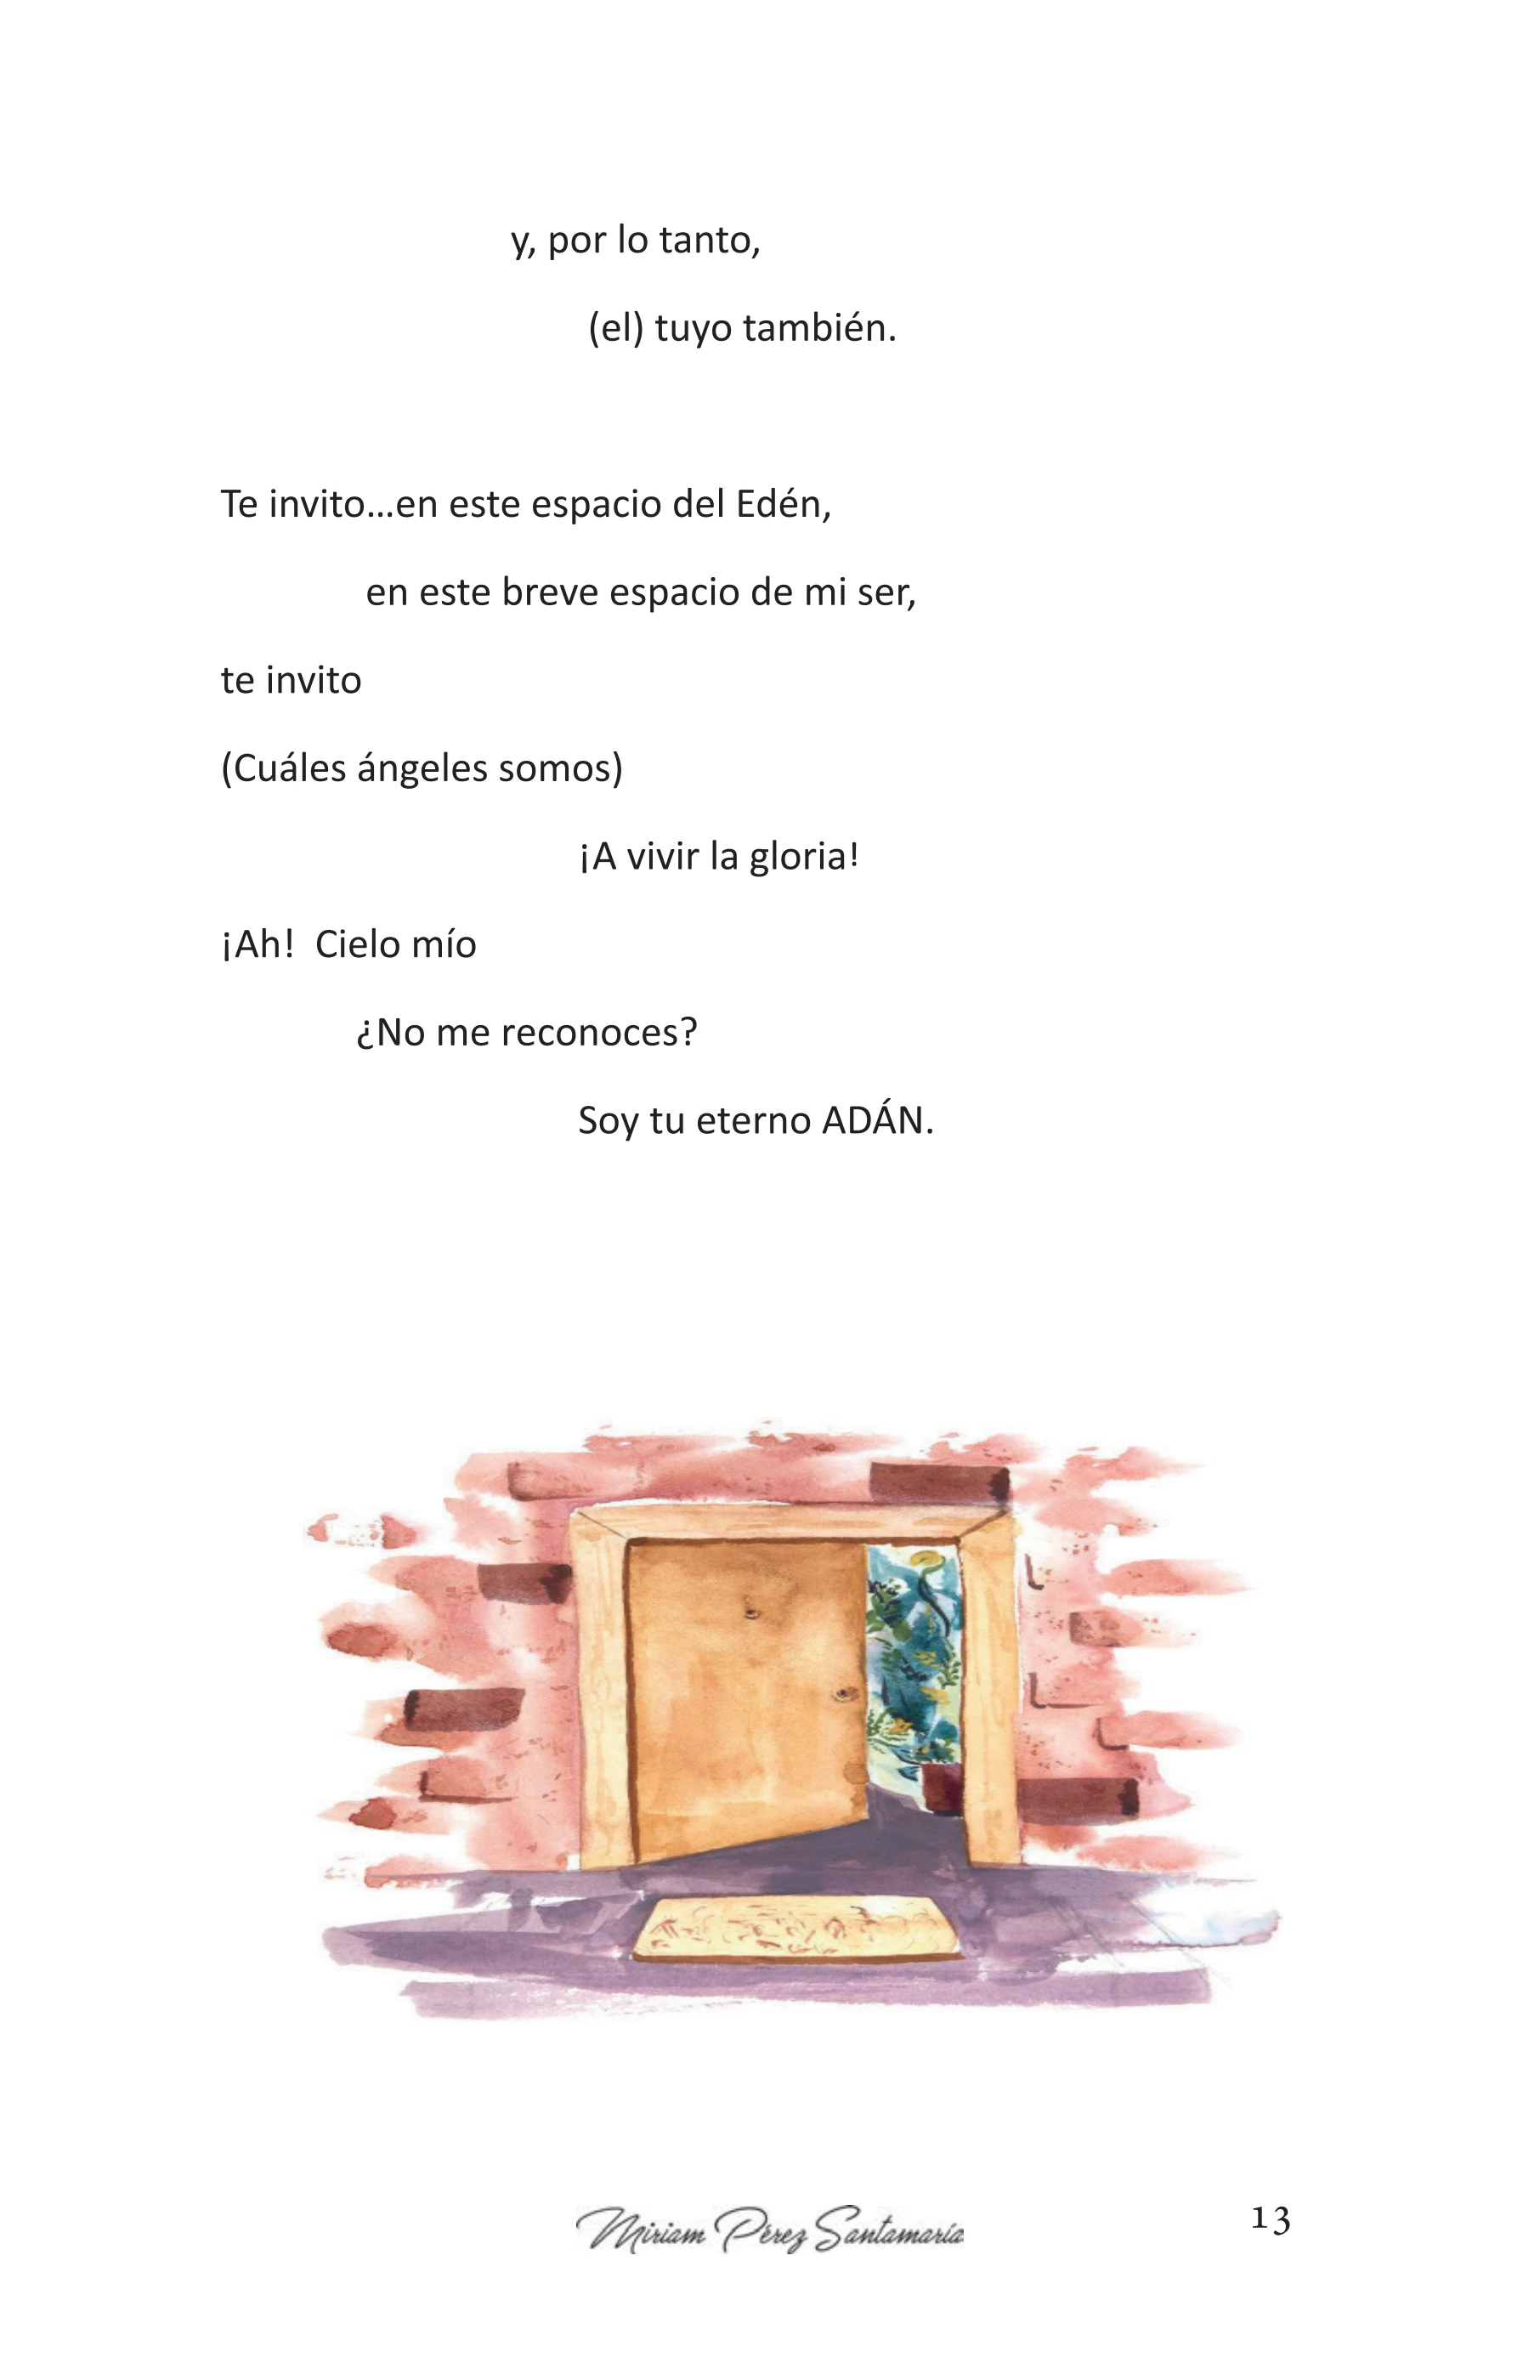 y, por lo tanto,
(el) tuyo también.
Te invito...en este espacio del Edén,
en este breve espacio de mi ser,
te invito
(Cuáles ángeles somos)
¡A vivir la gloria!
¡Ah!  Cielo mío
¿No me reconoces?
Soy tu eterno ADÁN.
Miriam Pérez Santamaría
13